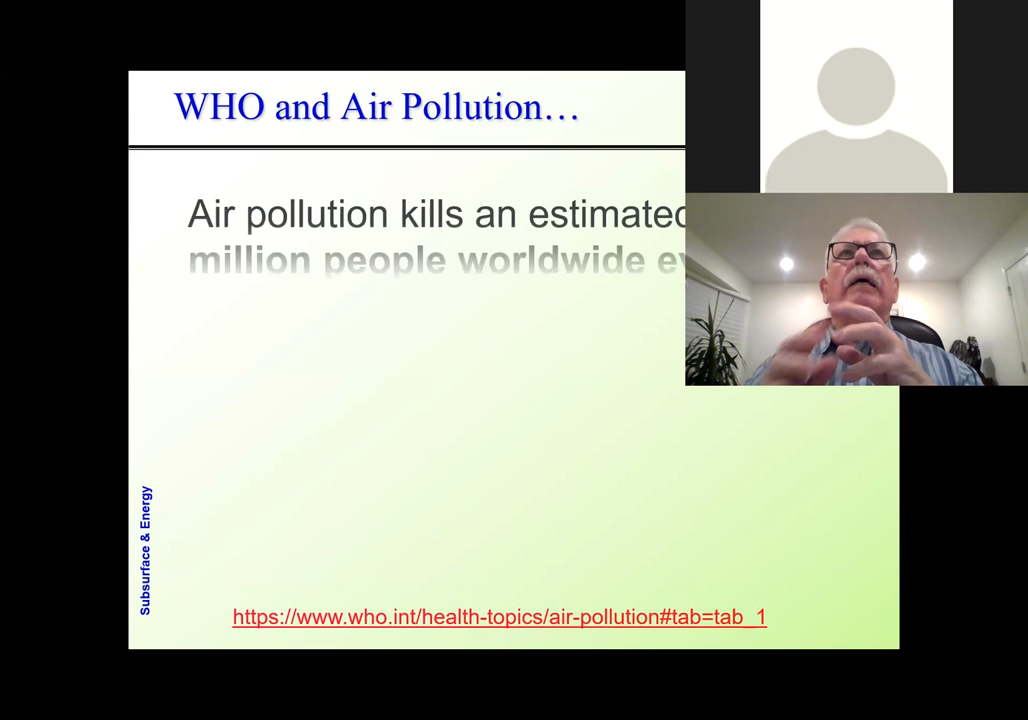 WHO and Air Pollution…
Air pollution kills an estimated
million people worldwide
Subsurface & Energy
https://www.who.int/health-topics/air-pollution#tab=tab_1